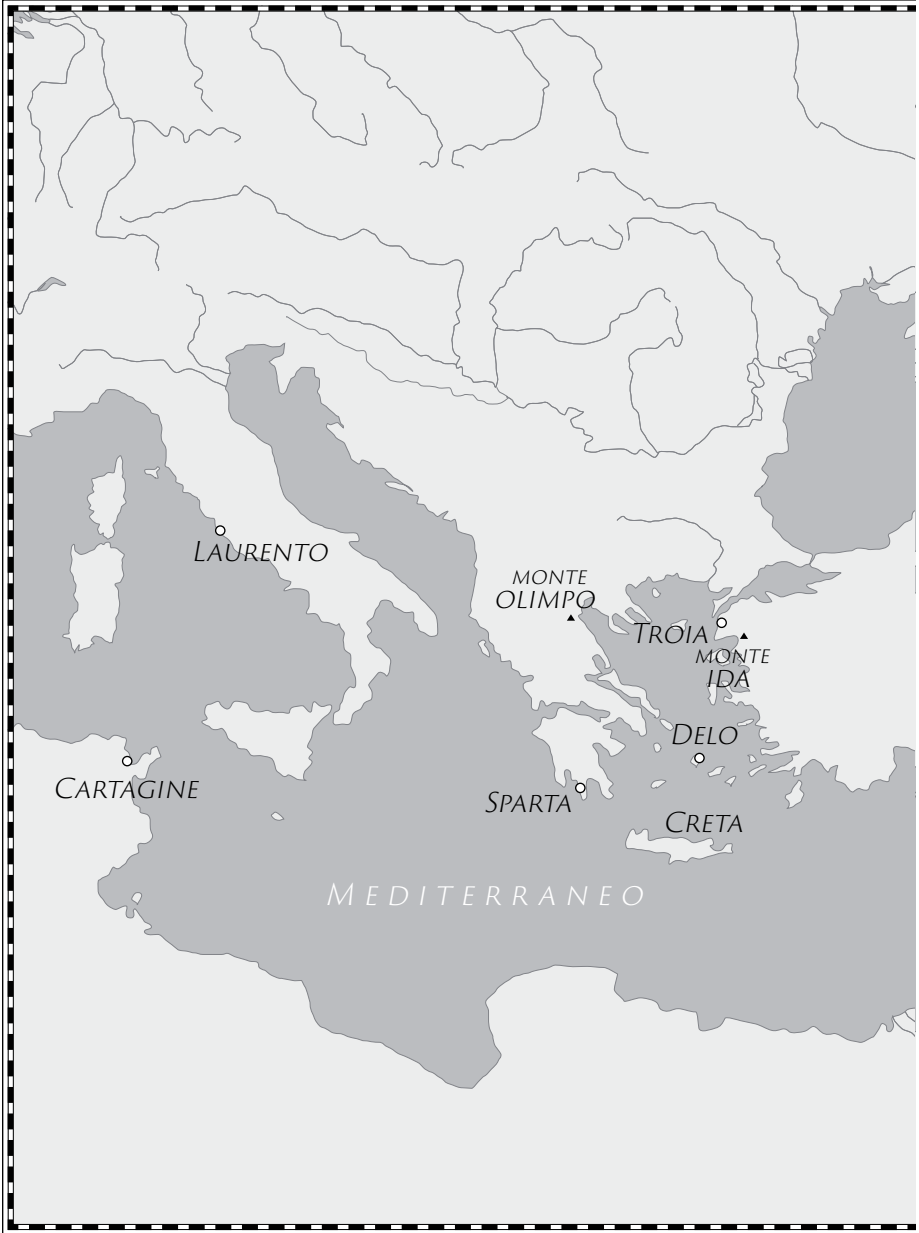 LAURENTO
MONTE
OLIMPO
TROIA
MONTE
IDA
DELO
CARTAGINE
SPARTA
CRETA
MEDITERRANEO